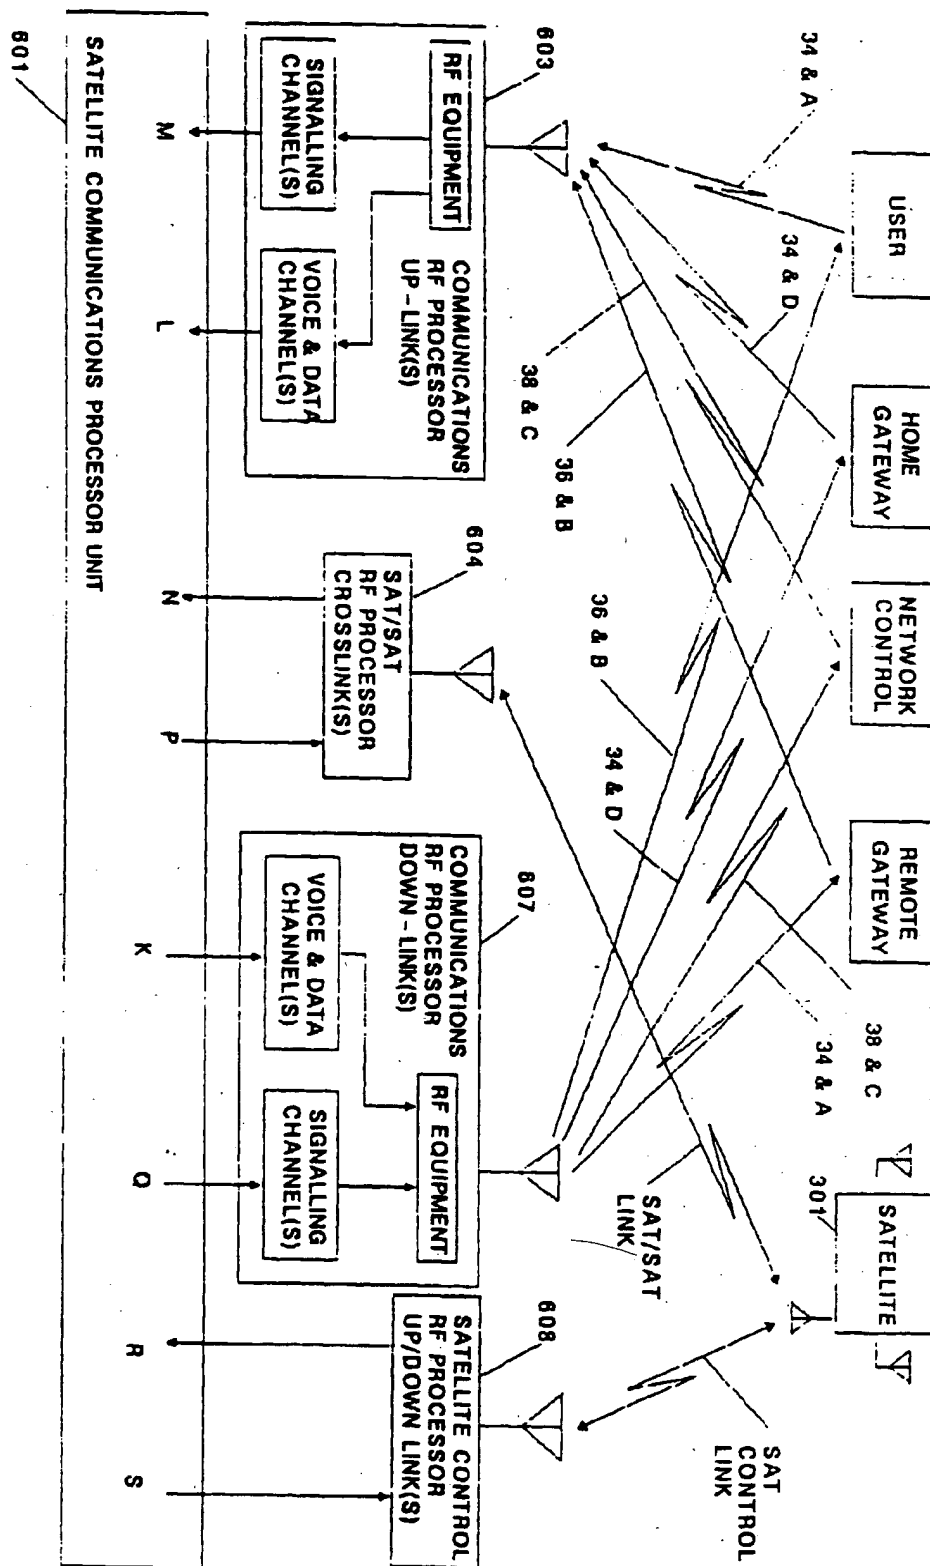 USER
HOME
GATEWAY
NETWORK
CONTROL
REMOTE
GATEWAY
SATELLITE
301
34 & A
34 & D
38 & C
36 & B
36 & B
34 & D
38 & C
34 & A
SAT/SAT
LINK
SAT
CONTROL
LINK
603
RF EQUIPMENT
COMMUNICATIONS
RF PROCESSOR
UP-LINK(S)
SIGNALLING
CHANNEL(S)
VOICE & DATA
CHANNEL(S)
604
SAT/SAT
RF PROCESSOR
CROSSLINK(S)
607
COMMUNICATIONS
RF PROCESSOR
DOWN-LINK(S)
RF EQUIPMENT
VOICE & DATA
CHANNEL(S)
SIGNALLING
CHANNEL(S)
608
SATELLITE CONTROL
RF PROCESSOR
UP/DOWN LINK(S)
M
L
N
P
K
Q
R
S
SATELLITE COMMUNICATIONS PROCESSOR UNIT
601